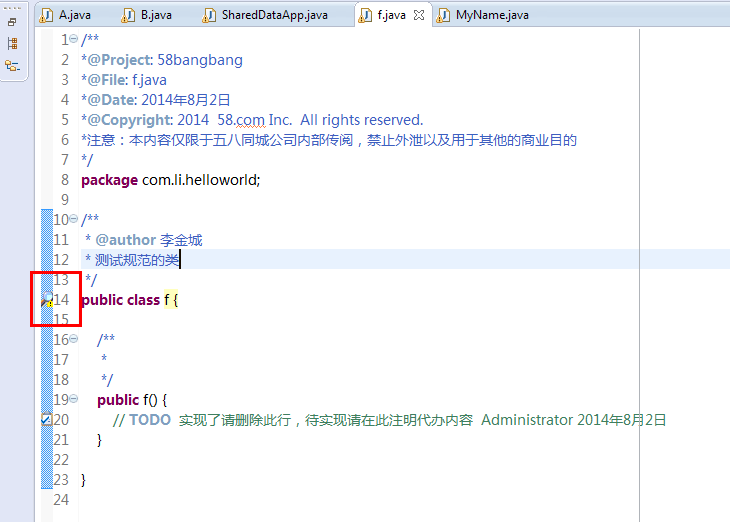 A.java B.java SharedDataApp.java f.java MyName.java
1 /**
2 *@Project: 58bangbang
3 *@File: f.java
4 *@Date: 2014年8月2日
5 *@Copyright: 2014 58.com Inc. All rights reserved.
6 *注意：本内容仅限于五八同城公司内部传阅，禁止外泄以及用于其他的商业目的
7 */
8 package com.li.helloworld;
9
10 /**
11 * @author 李金城
12 * 测试规范的类
13 */
14 public class f {
15
16 /**
17 *
18 */
19 public f() {
20 // TODO 实现了请删除此行，待实现请在此注明代办内容 Administrator 2014年8月2日
21 }
22
23 }
24